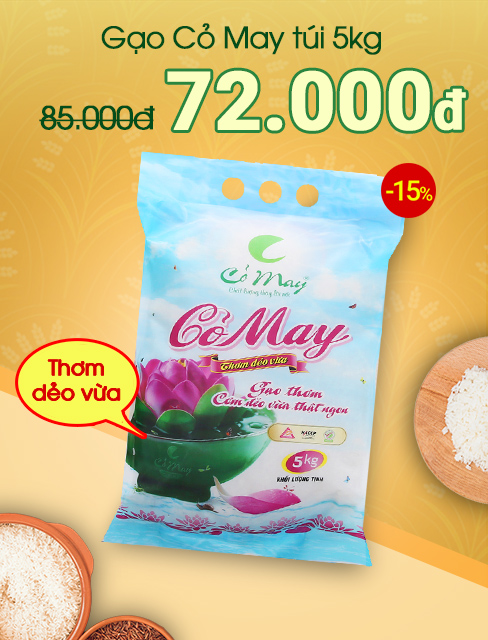 Gạo Cỏ May túi 5kg
85.000đ 72.000đ
-15%
Cỏ May
Cỏ May
Thơm dẻo vừa
Thơm
dẻo vừa
Gạo thơm
Cơm dẻo vừa thật ngon
HACCP
5kg
KHỐI LƯỢNG TỊNH